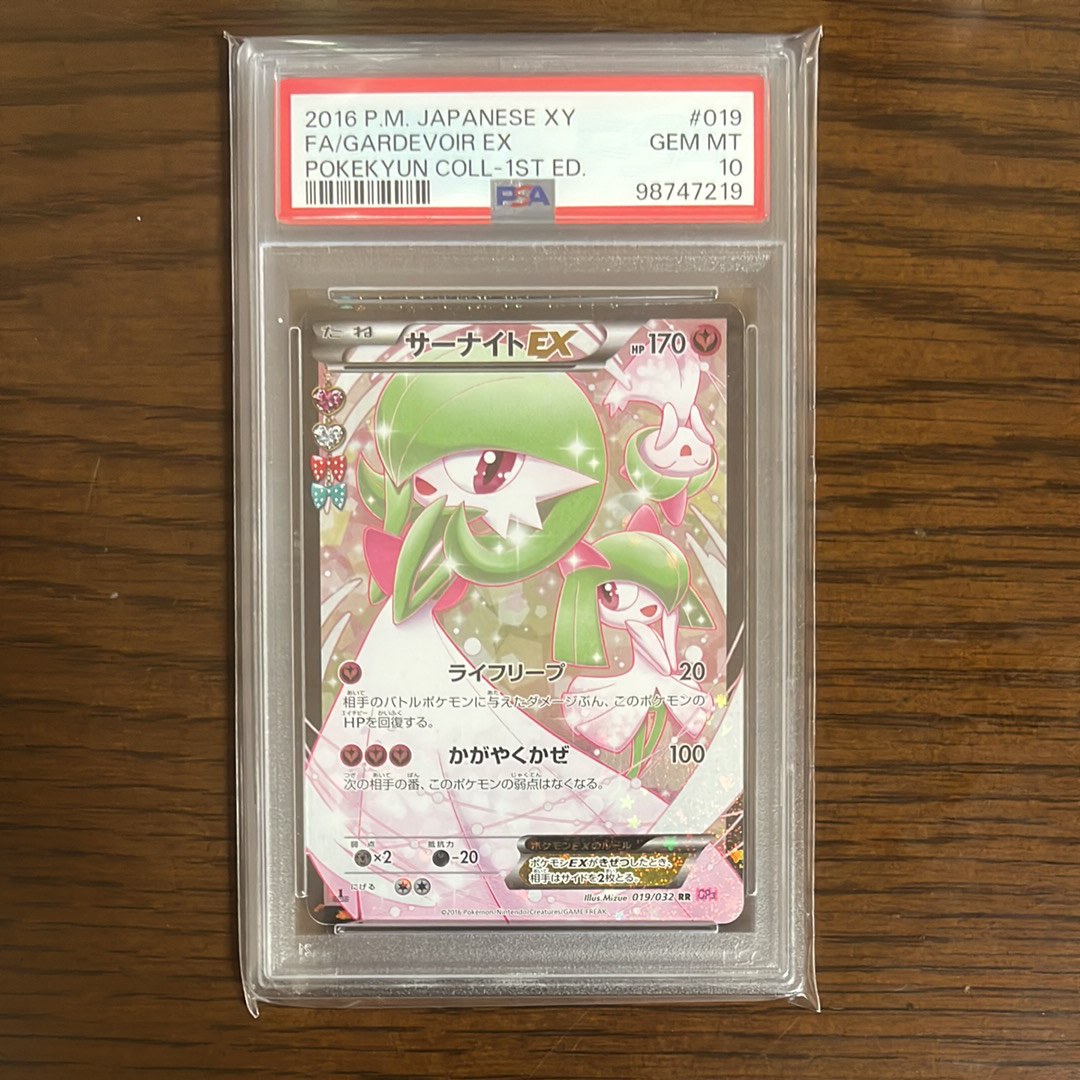 2016 P.M. JAPANESE XY #019
FA/GARDEVOIR EX GEM MT
POKEKYUN COLL-1ST ED. 10
PSA 98747219
たね サーナイトEX HP170
ライフリープ 20
相手のバトルポケモンに与えたダメージぶん、このポケモンの
HPを回復する。
かがやくかぜ 100
次の相手の番、このポケモンの弱点はなくなる。
弱点 ×2 抵抗力 -20
ポケモンEXのルール
ポケモンEXがきぜつしたとき、
相手はサイドを2枚とる。
にげる
Illus.Mizue 019/032 RR CP3
©2016 Pokémon/Nintendo/Creatures/GAME FREAK.